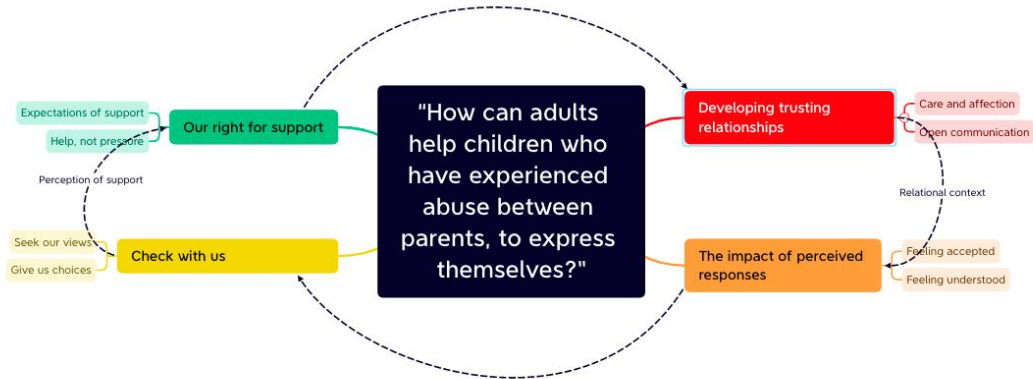 "How can adults
help children who
have experienced
abuse between
parents, to express
themselves?"
Our right for support
Expectations of support
Help, not pressure
Perception of support
Check with us
Seek our views
Give us choices
Developing trusting
relationships
Care and affection
Open communication
Relational context
The impact of perceived
responses
Feeling accepted
Feeling understood